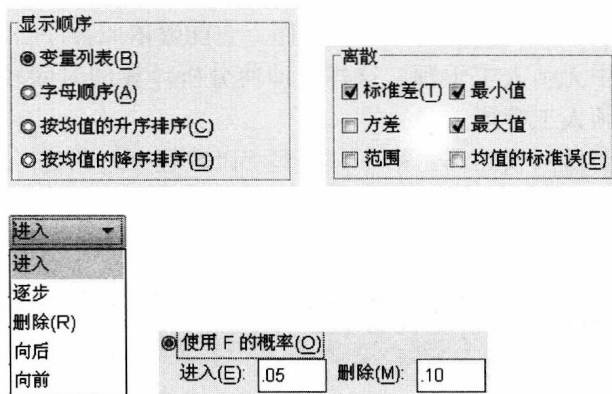 显示顺序
变量列表(B)
字母顺序(A)
按均值的升序排序(C)
按均值的降序排序(D)
离散
标准差(T) 最小值
方差 最大值
范围 均值的标准误(E)
进入
进入
逐步
删除(R)
向后
向前
使用 F 的概率(O)
进入(E): .05 删除(M): .10